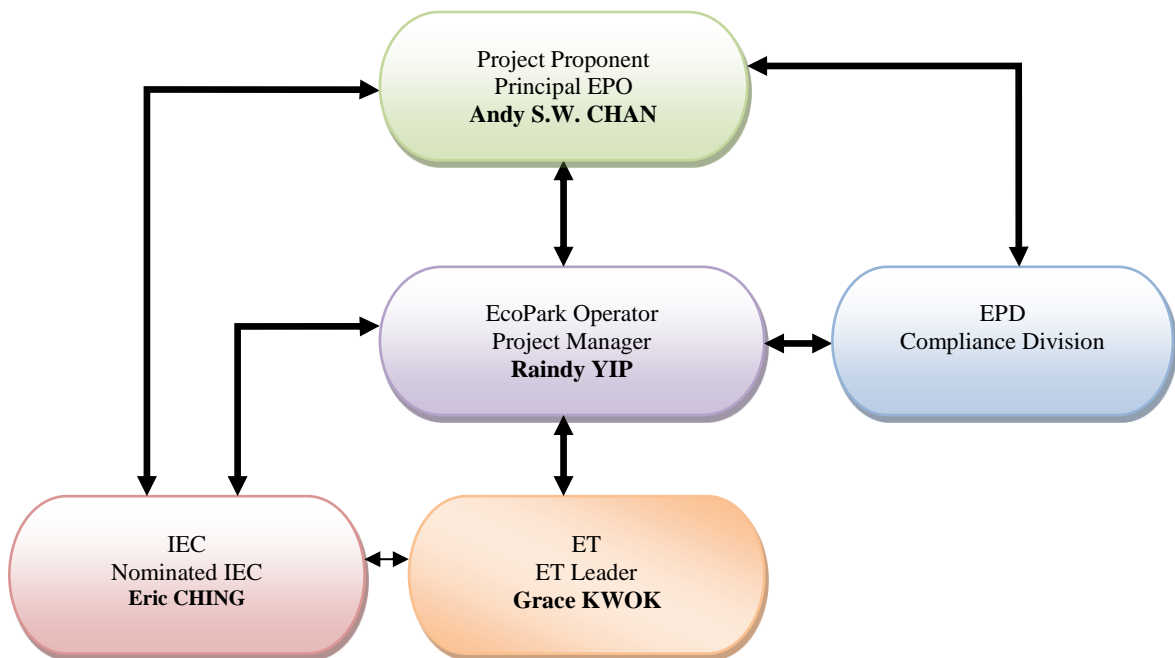 Project Proponent
Principal EPO
Andy S.W. CHAN
EcoPark Operator
Project Manager
Raindy YIP
EPD
Compliance Division
IEC
Nominated IEC
Eric CHING
ET
ET Leader
Grace KWOK